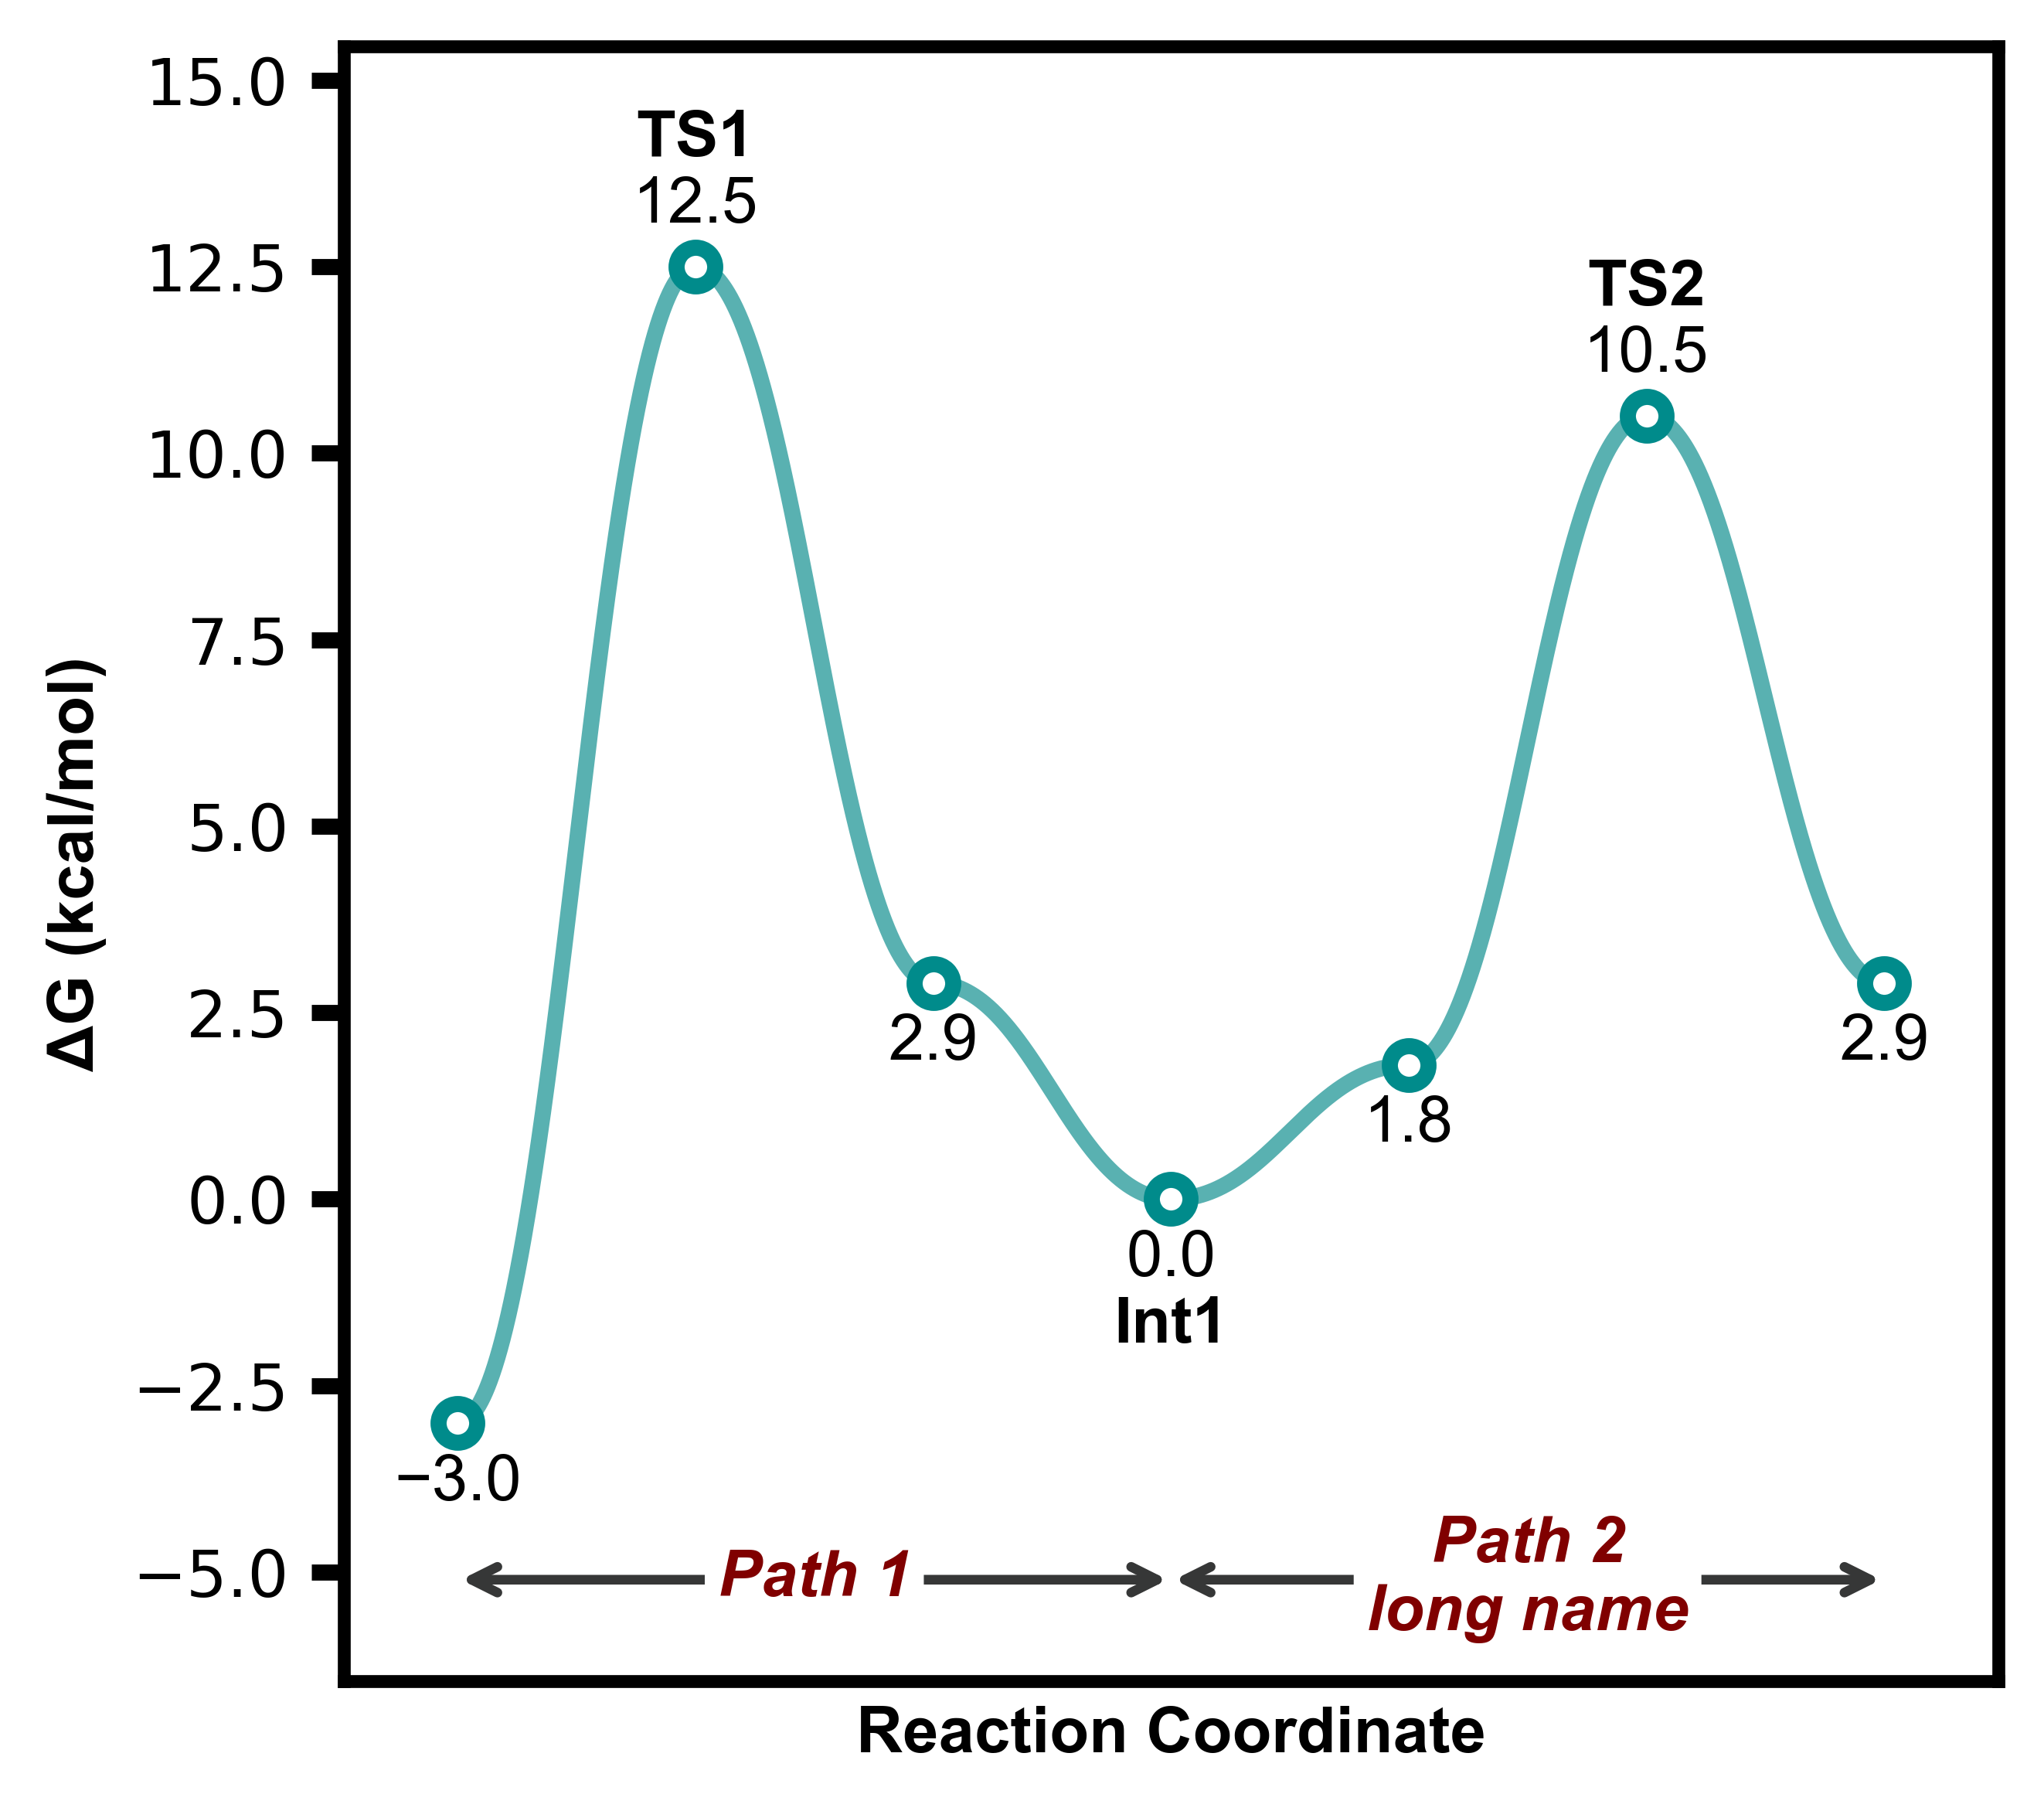 15.0
12.5
10.0
7.5
5.0
2.5
0.0
−2.5
−5.0
ΔG (kcal/mol)
TS1
12.5
TS2
10.5
2.9
2.9
1.8
0.0
Int1
−3.0
Path 1
Path 2
long name
Reaction Coordinate